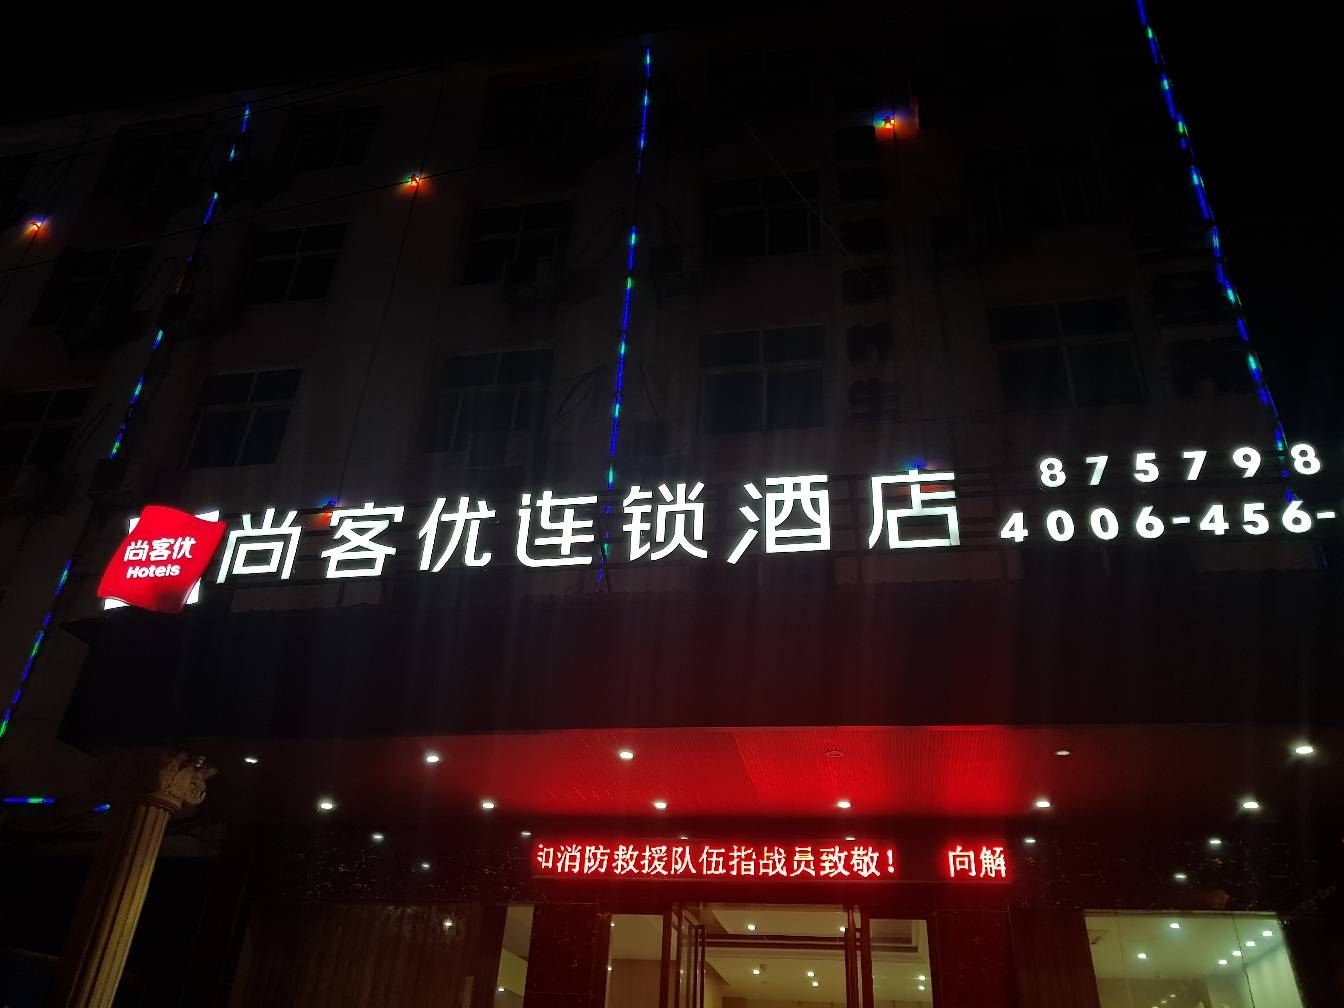 尚客优
Hotels
尚客优连锁酒店
875798
4006-456-
和消防救援队伍指战员致敬！ 向解